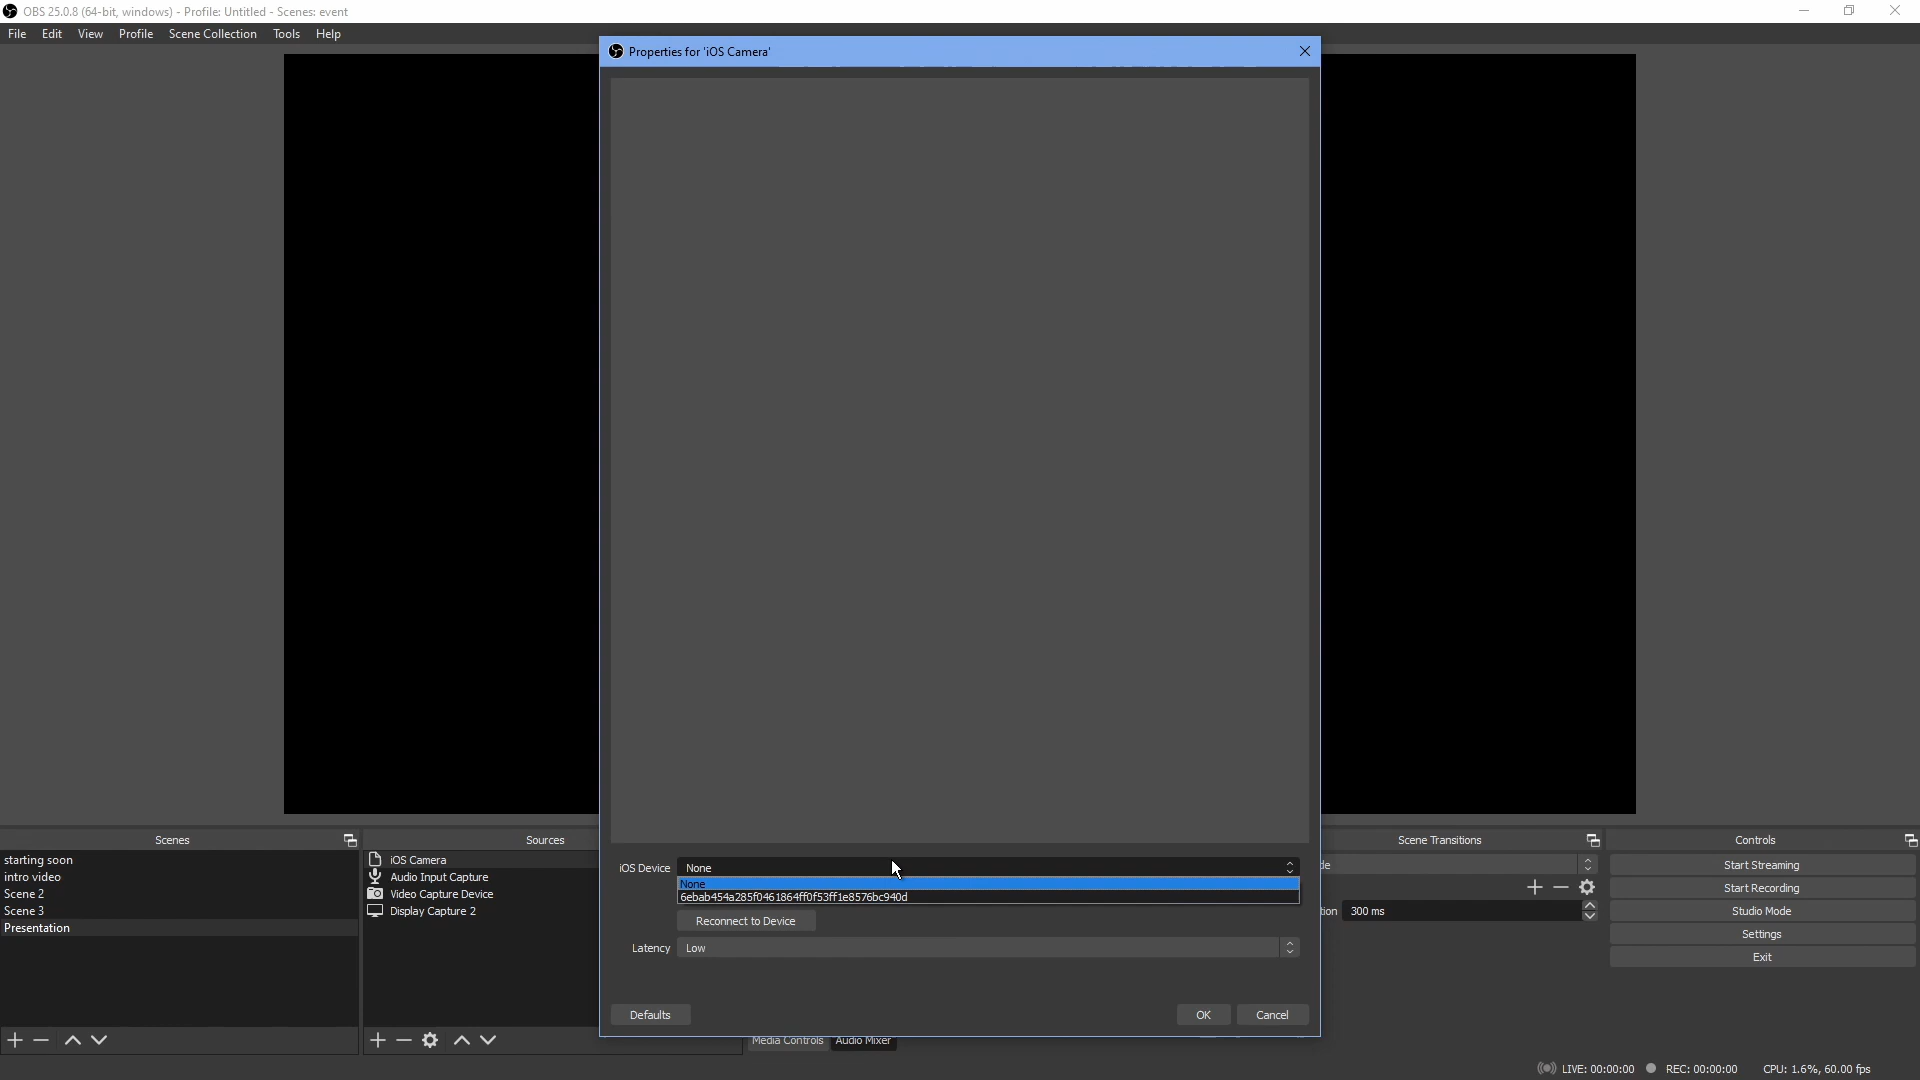 OBS 25.0.8 (64-bit, windows) - Profile: Untitled - Scenes: event
File Edit View Profile Scene Collection Tools Help
Properties for 'iOS Camera'
iOS Device None
None
6ebab454a285f0461864ff0f53ff1e8576bc940d
Reconnect to Device
Latency Low
Defaults OK Cancel
Scenes
starting soon
intro video
Scene 2
Scene 3
Presentation
Sources
iOS Camera
Audio Input Capture
Video Capture Device
Display Capture 2
Media Controls Audio Mixer
Scene Transitions
de
ion 300 ms
Controls
Start Streaming
Start Recording
Studio Mode
Settings
Exit
LIVE: 00:00:00 REC: 00:00:00 CPU: 1.6%, 60.00 fps